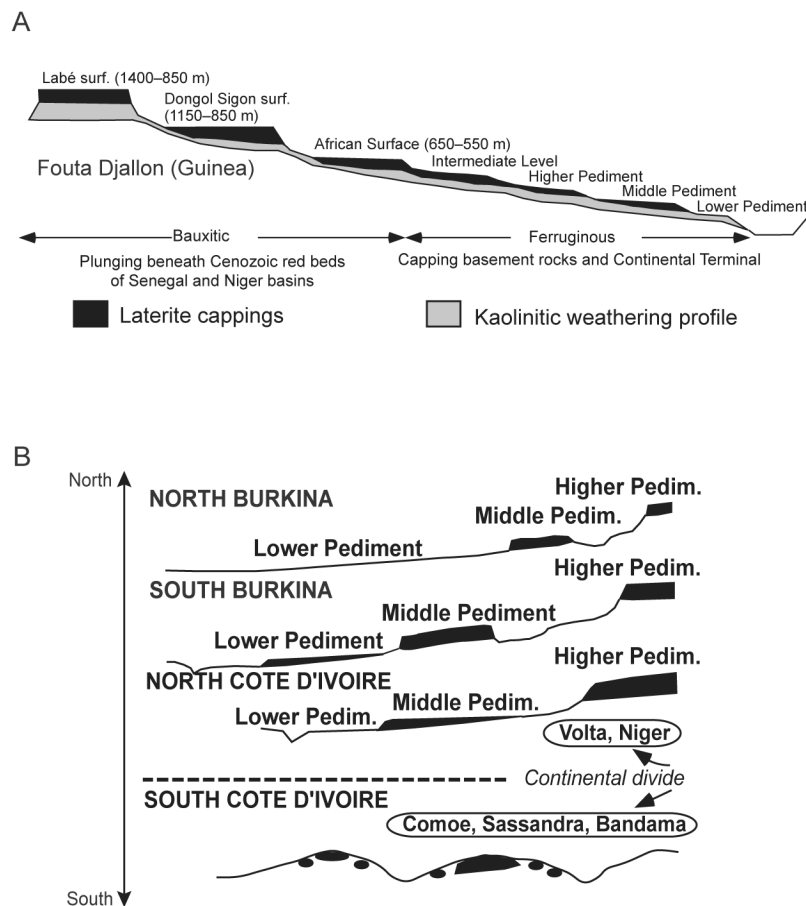 A
Labé surf. (1400–850 m)
Dongol Sigon surf.
(1150–850 m)
African Surface (650–550 m)
Intermediate Level
Higher Pediment
Middle Pediment
Lower Pediment
Fouta Djallon (Guinea)
Bauxitic
Ferruginous
Plunging beneath Cenozoic red beds
of Senegal and Niger basins
Capping basement rocks and Continental Terminal
Laterite cappings
Kaolinitic weathering profile
B
North
NORTH BURKINA
Higher Pedim.
Middle Pedim.
Lower Pediment
SOUTH BURKINA
Higher Pedim.
Middle Pediment
Lower Pediment
NORTH COTE D'IVOIRE
Higher Pedim.
Middle Pedim.
Lower Pedim.
Volta, Niger
Continental divide
SOUTH COTE D'IVOIRE
Comoe, Sassandra, Bandama
South